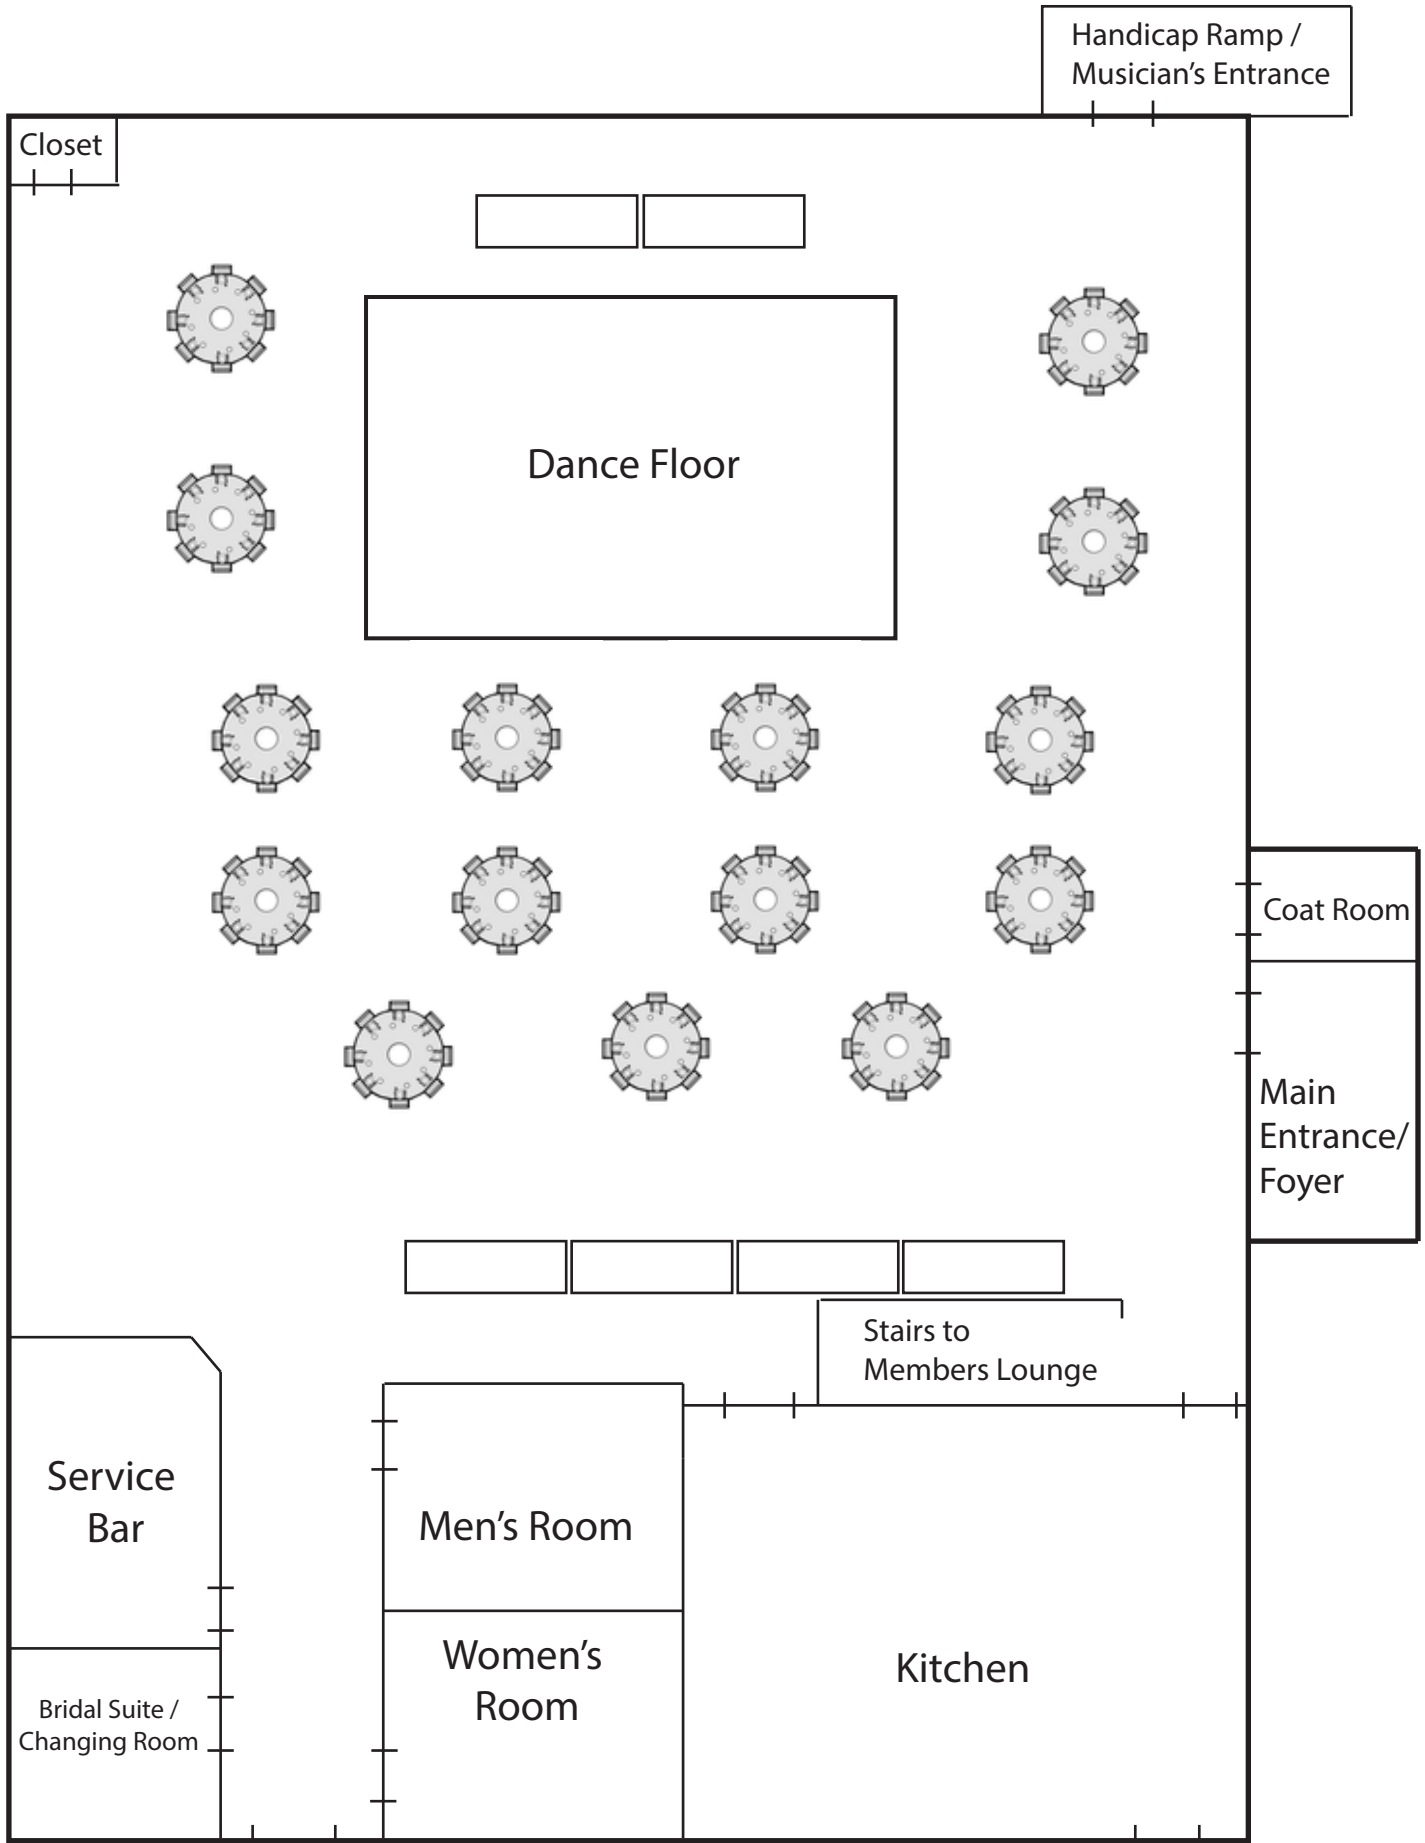 Handicap Ramp /
Musician’s Entrance
Closet
Dance Floor
Coat Room
Main
Entrance/
Foyer
Stairs to
Members Lounge
Service
Bar
Men’s Room
Women’s
Room
Kitchen
Bridal Suite /
Changing Room